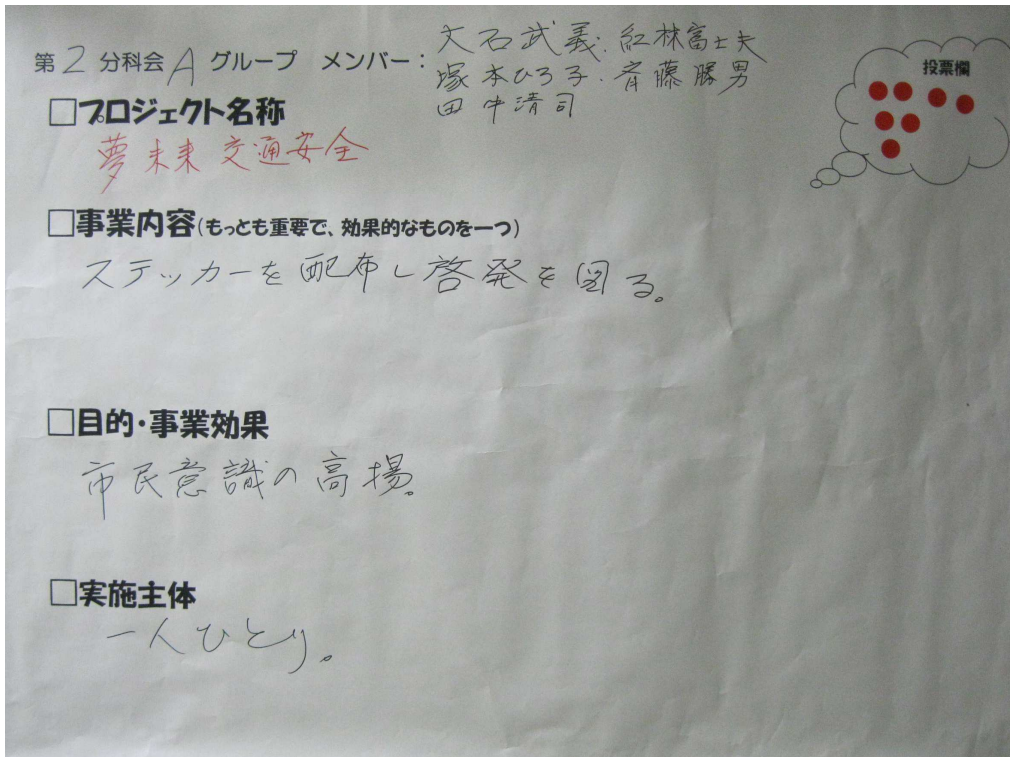 第2分科会Aグループ メンバー：大石武義．紅林富士夫
塚本ひろ子．斉藤勝男
田中清司
投票欄
□プロジェクト名称
夢未来交通安全
□事業内容(もっとも重要で、効果的なものを一つ)
ステッカーを配布し啓発を図る。
□目的・事業効果
市民意識の高揚。
□実施主体
一人ひとり。